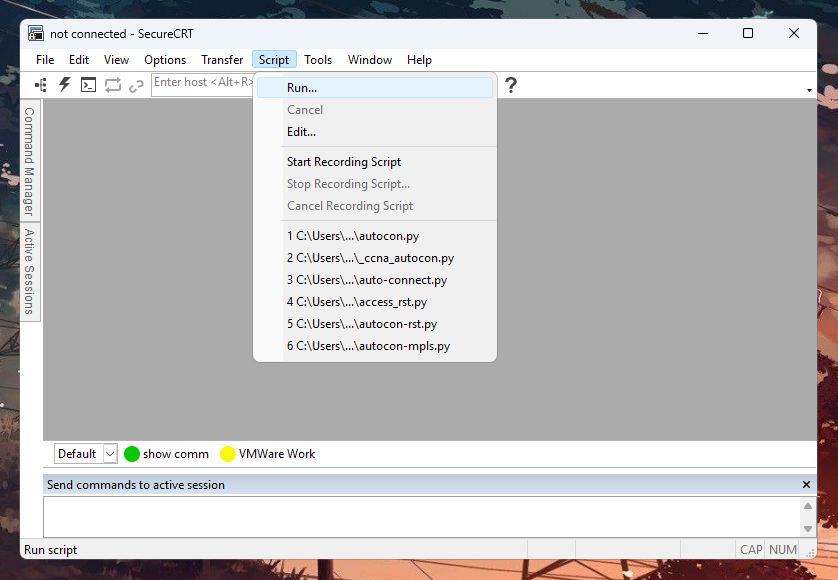 not connected - SecureCRT
File Edit View Options Transfer Script Tools Window Help
Enter host <Alt+R>
?
Run...
Cancel
Edit...
Start Recording Script
Stop Recording Script...
Cancel Recording Script
1 C:\Users\...\autocon.py
2 C:\Users\...\_ccna_autocon.py
3 C:\Users\...\auto-connect.py
4 C:\Users\...\access_rst.py
5 C:\Users\...\autocon-rst.py
6 C:\Users\...\autocon-mpls.py
Command Manager
Active Sessions
Default show comm VMWare Work
Send commands to active session
Run script CAP NUM